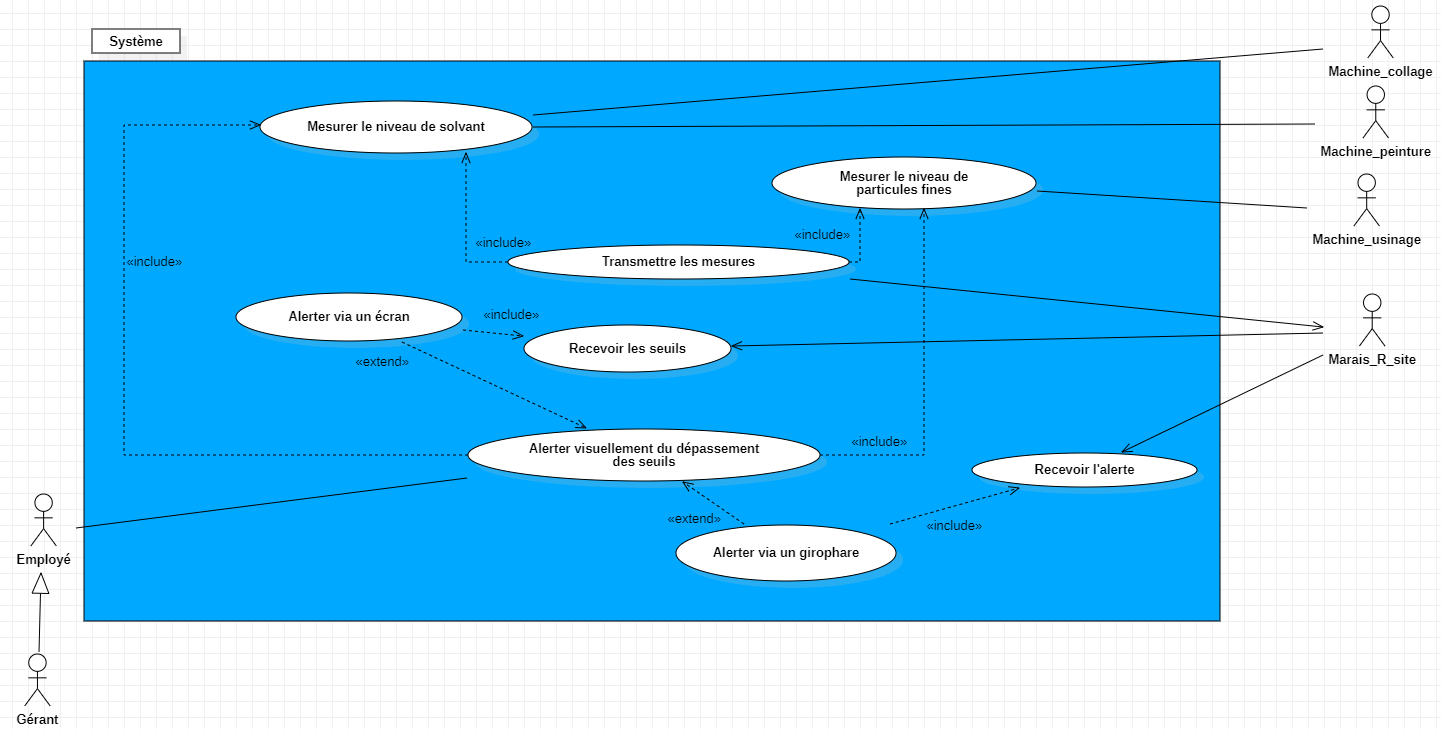 Système
Machine_collage
Mesurer le niveau de solvant
Machine_peinture
Mesurer le niveau de
particules fines
Machine_usinage
«include»
«include»
Transmettre les mesures
«include»
Alerter via un écran
«include»
Recevoir les seuils
Marais_R_site
«extend»
Alerter visuellement du dépassement
des seuils
«include»
Recevoir l'alerte
«extend»
«include»
Alerter via un girophare
Employé
Gérant